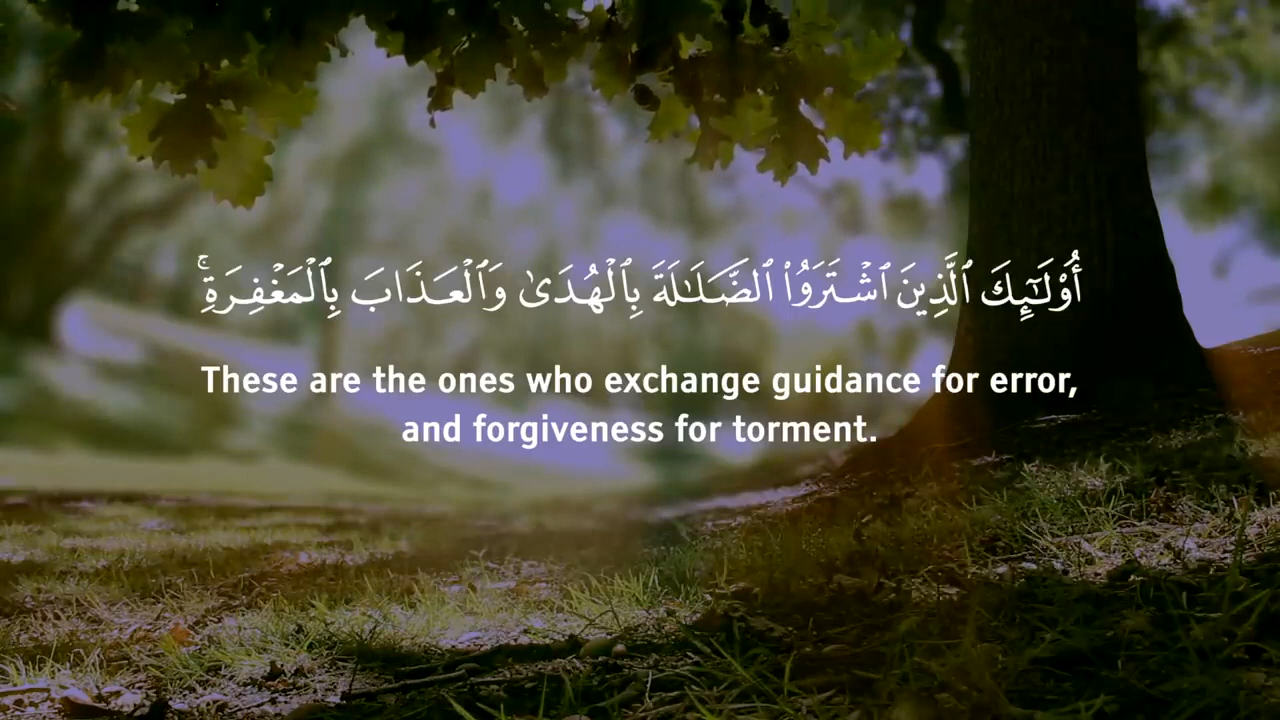 أُو۟لَـٰٓئِكَ ٱلَّذِينَ ٱشْتَرَوُا۟ ٱلضَّلَـٰلَةَ بِٱلْهُدَىٰ وَٱلْعَذَابَ بِٱلْمَغْفِرَةِ ۚ
These are the ones who exchange guidance for error,
and forgiveness for torment.